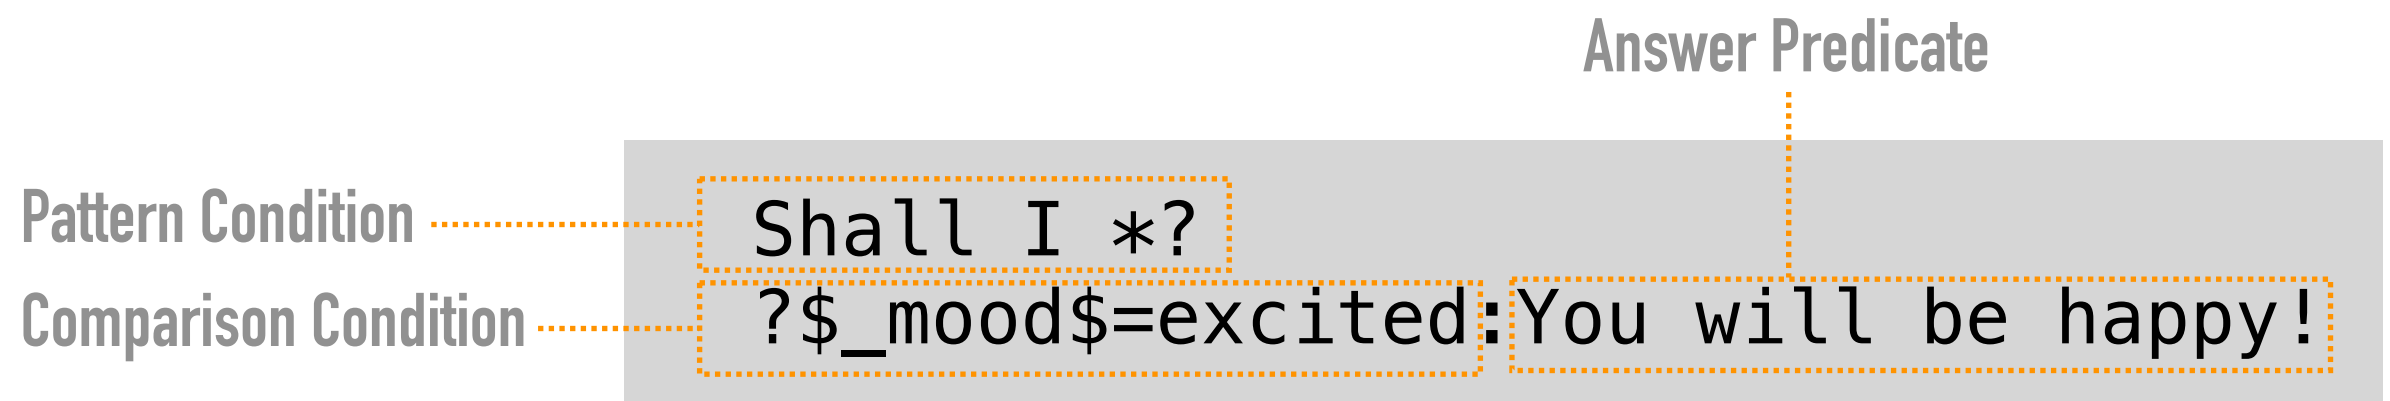 Answer Predicate
Pattern Condition
Shall I *?
Comparison Condition
?$_mood$=excited:You will be happy!